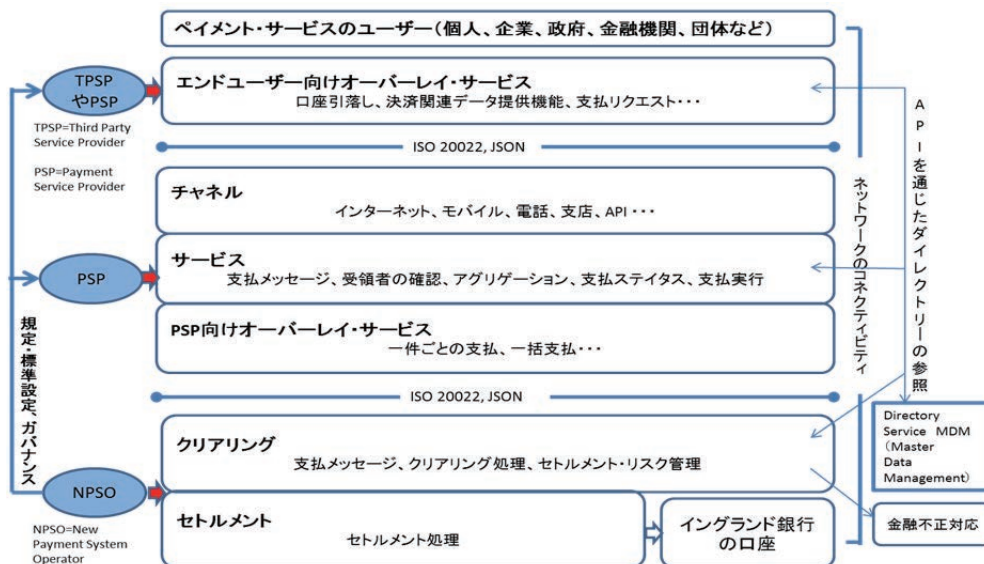 ペイメント・サービスのユーザー(個人、企業、政府、金融機関、団体など)
TPSP
やPSP
エンドユーザー向けオーバーレイ・サービス
口座引落し、決済関連データ提供機能、支払リクエスト・・・
TPSP=Third Party
Service Provider
PSP=Payment
Service Provider
ISO 20022, JSON
チャネル
インターネット、モバイル、電話、支店、API ・・・
PSP
サービス
支払メッセージ、受領者の確認、アグリゲーション、支払ステイタス、支払実行
PSP向けオーバーレイ・サービス
一件ごとの支払、一括支払・・・
ISO 20022, JSON
規定・標準設定、ガバナンス
クリアリング
支払メッセージ、クリアリング処理、セトルメント・リスク管理
NPSO
NPSO=New
Payment System
Operator
セトルメント
セトルメント処理
イングランド銀行
の口座
ネットワークのコネクティビティ
APIを通じたダイレクトリーの参照
Directory
Service MDM
(Master
Data
Management)
金融不正対応